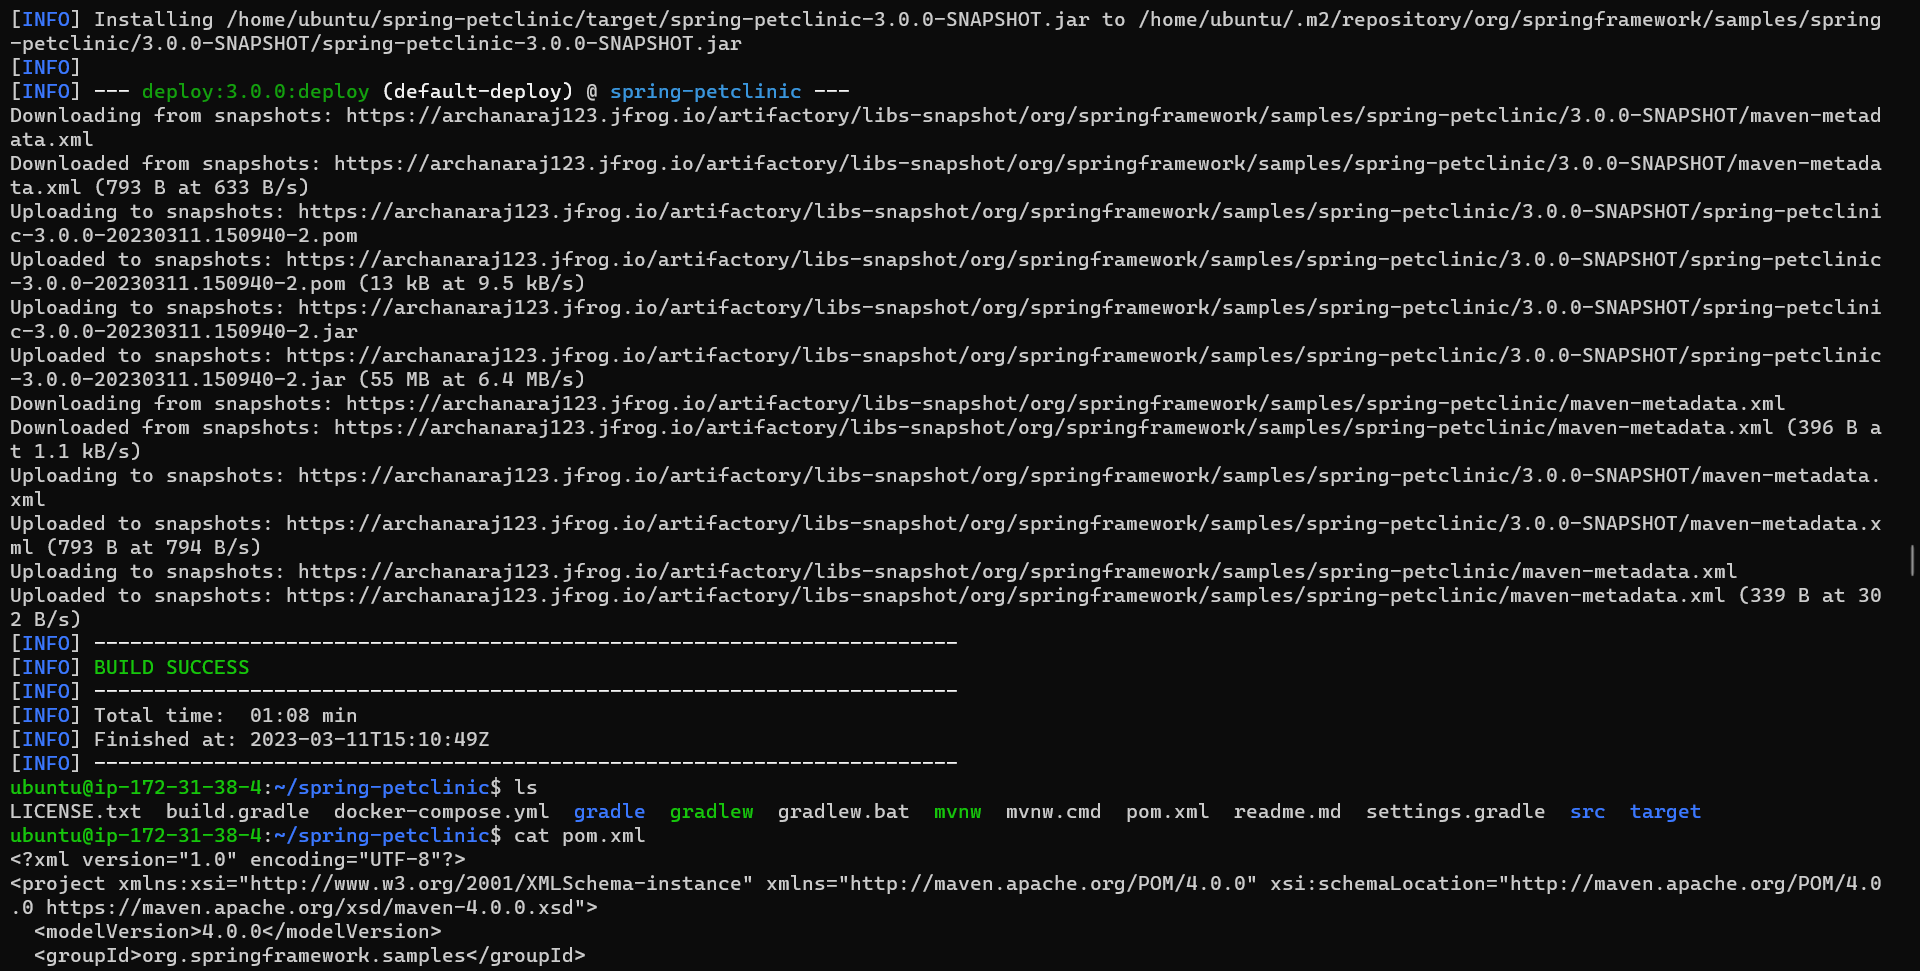 [INFO] Installing /home/ubuntu/spring-petclinic/target/spring-petclinic-3.0.0-SNAPSHOT.jar to /home/ubuntu/.m2/repository/org/springframework/samples/spring
-petclinic/3.0.0-SNAPSHOT/spring-petclinic-3.0.0-SNAPSHOT.jar
[INFO]
[INFO] --- deploy:3.0.0:deploy (default-deploy) @ spring-petclinic ---
Downloading from snapshots: https://archanaraj123.jfrog.io/artifactory/libs-snapshot/org/springframework/samples/spring-petclinic/3.0.0-SNAPSHOT/maven-metad
ata.xml
Downloaded from snapshots: https://archanaraj123.jfrog.io/artifactory/libs-snapshot/org/springframework/samples/spring-petclinic/3.0.0-SNAPSHOT/maven-metada
ta.xml (793 B at 633 B/s)
Uploading to snapshots: https://archanaraj123.jfrog.io/artifactory/libs-snapshot/org/springframework/samples/spring-petclinic/3.0.0-SNAPSHOT/spring-petclini
c-3.0.0-20230311.150940-2.pom
Uploaded to snapshots: https://archanaraj123.jfrog.io/artifactory/libs-snapshot/org/springframework/samples/spring-petclinic/3.0.0-SNAPSHOT/spring-petclinic
-3.0.0-20230311.150940-2.pom (13 kB at 9.5 kB/s)
Uploading to snapshots: https://archanaraj123.jfrog.io/artifactory/libs-snapshot/org/springframework/samples/spring-petclinic/3.0.0-SNAPSHOT/spring-petclini
c-3.0.0-20230311.150940-2.jar
Uploaded to snapshots: https://archanaraj123.jfrog.io/artifactory/libs-snapshot/org/springframework/samples/spring-petclinic/3.0.0-SNAPSHOT/spring-petclinic
-3.0.0-20230311.150940-2.jar (55 MB at 6.4 MB/s)
Downloading from snapshots: https://archanaraj123.jfrog.io/artifactory/libs-snapshot/org/springframework/samples/spring-petclinic/maven-metadata.xml
Downloaded from snapshots: https://archanaraj123.jfrog.io/artifactory/libs-snapshot/org/springframework/samples/spring-petclinic/maven-metadata.xml (396 B a
t 1.1 kB/s)
Uploading to snapshots: https://archanaraj123.jfrog.io/artifactory/libs-snapshot/org/springframework/samples/spring-petclinic/3.0.0-SNAPSHOT/maven-metadata.
xml
Uploaded to snapshots: https://archanaraj123.jfrog.io/artifactory/libs-snapshot/org/springframework/samples/spring-petclinic/3.0.0-SNAPSHOT/maven-metadata.x
ml (793 B at 794 B/s)
Uploading to snapshots: https://archanaraj123.jfrog.io/artifactory/libs-snapshot/org/springframework/samples/spring-petclinic/maven-metadata.xml
Uploaded to snapshots: https://archanaraj123.jfrog.io/artifactory/libs-snapshot/org/springframework/samples/spring-petclinic/maven-metadata.xml (339 B at 30
2 B/s)
[INFO] ------------------------------------------------------------------------
[INFO] BUILD SUCCESS
[INFO] ------------------------------------------------------------------------
[INFO] Total time:  01:08 min
[INFO] Finished at: 2023-03-11T15:10:49Z
[INFO] ------------------------------------------------------------------------
ubuntu@ip-172-31-38-4:~/spring-petclinic$ ls
LICENSE.txt  build.gradle  docker-compose.yml  gradle  gradlew  gradlew.bat  mvnw  mvnw.cmd  pom.xml  readme.md  settings.gradle  src  target
ubuntu@ip-172-31-38-4:~/spring-petclinic$ cat pom.xml
<?xml version="1.0" encoding="UTF-8"?>
<project xmlns:xsi="http://www.w3.org/2001/XMLSchema-instance" xmlns="http://maven.apache.org/POM/4.0.0" xsi:schemaLocation="http://maven.apache.org/POM/4.0
.0 https://maven.apache.org/xsd/maven-4.0.0.xsd">
  <modelVersion>4.0.0</modelVersion>
  <groupId>org.springframework.samples</groupId>